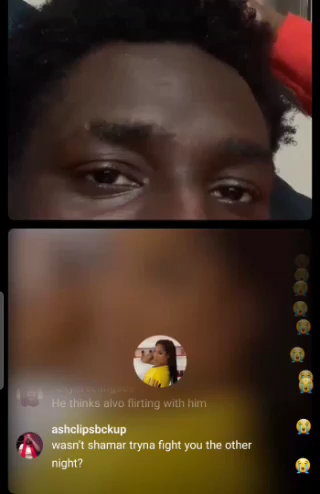 He thinks alvo flirting with him
ashclipsbckup
wasn't shamar tryna fight you the other
night?